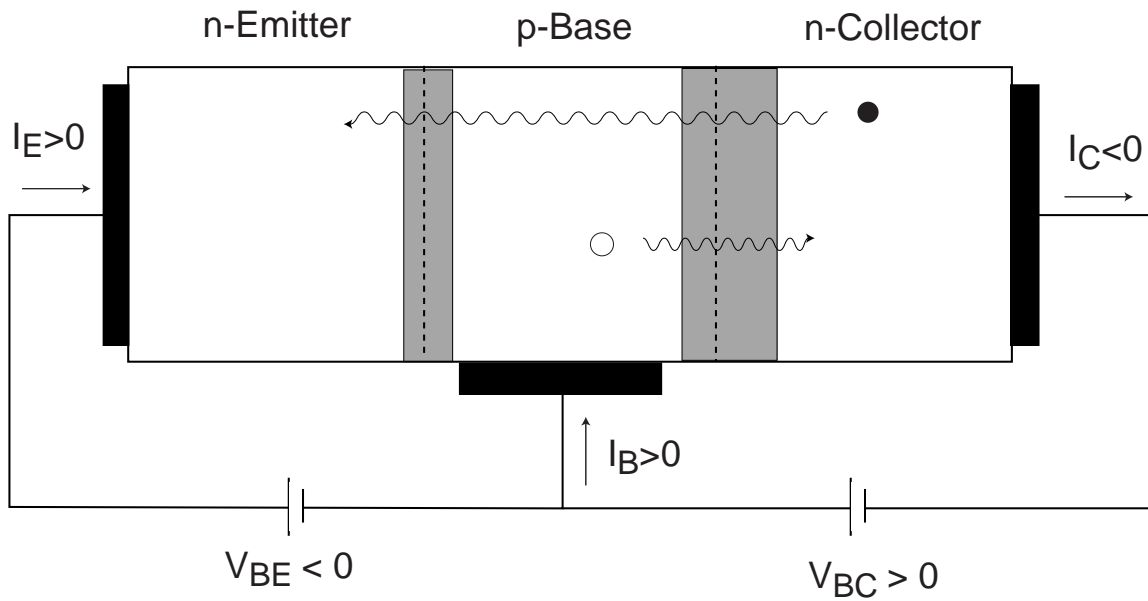 n-Emitter p-Base n-Collector
I_E>0
I_C<0
I_B>0
V_BE < 0
V_BC > 0